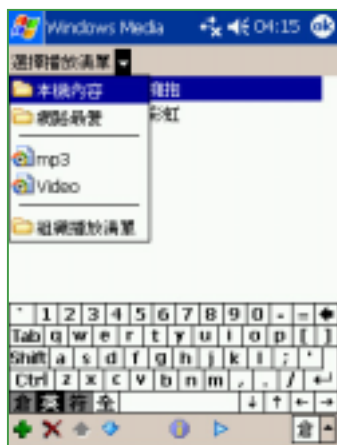 Windows Media 04:15 ok
選擇播放清單
本機內容 擁抱
網路最愛 彩虹
mp3
Video
組織播放清單
` 1 2 3 4 5 6 7 8 9 0 - =
Tab q w e r t y u i o p [ ]
Shift a s d f g h j k l ; '
Ctrl z x c v b n m , . /
倉 英 符 全
倉